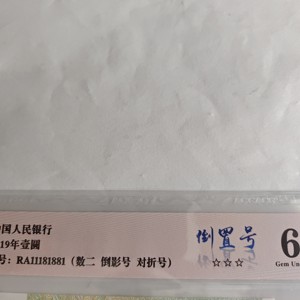 中国人民银行
19年壹圆
号：RA11181881（数二 倒影号 对折号）
倒置号
☆☆☆
6
Gem Un